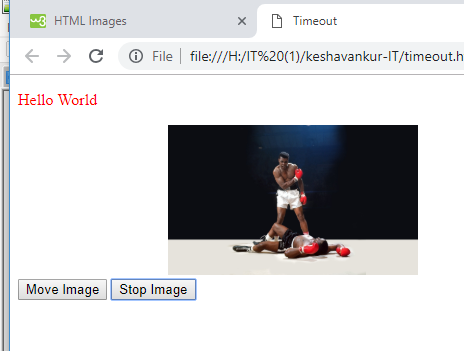 HTML Images
Timeout
File
file:///H:/IT%20(1)/keshavankur-IT/timeout.h
Hello World
Move Image Stop Image